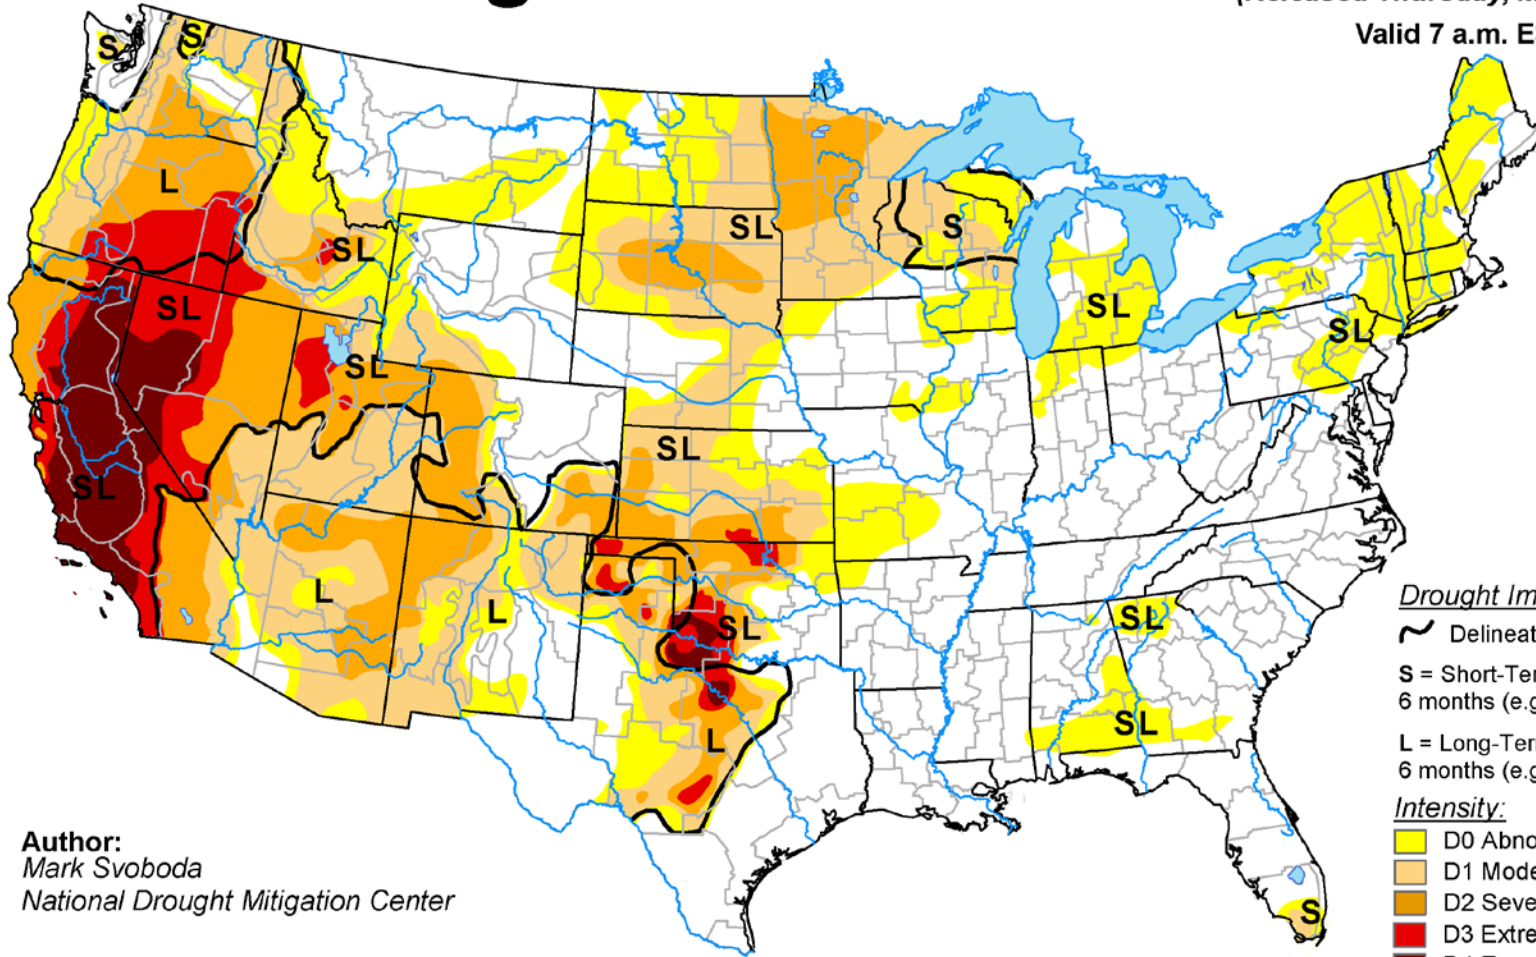 Valid 7 a.m. E
S
S
L
SL
SL
SL
SL
SL
S
SL
SL
SL
L
L
SL
L
SL
SL
S
Author:
Mark Svoboda
National Drought Mitigation Center
Drought Im
Delineat
S = Short-Ter
6 months (e.g
L = Long-Ter
6 months (e.g
Intensity:
D0 Abno
D1 Mode
D2 Seve
D3 Extre